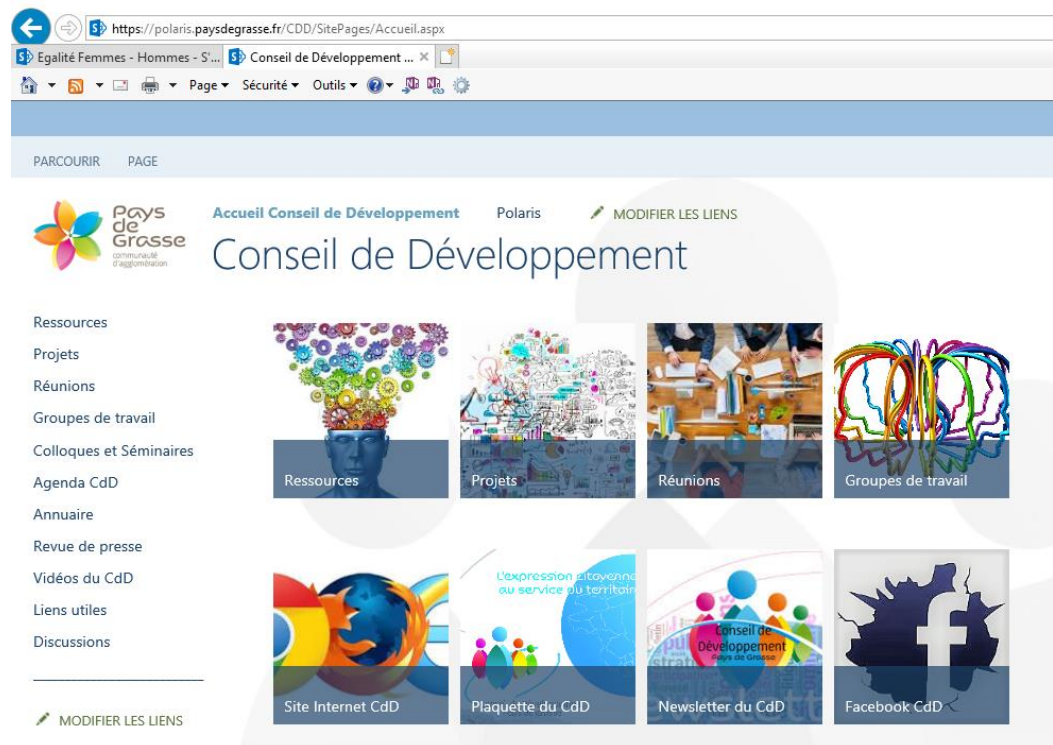 https://polaris.paysdegrasse.fr/CDD/SitePages/Accueil.aspx
Egalité Femmes - Hommes - S'... Conseil de Développement ...
Page Sécurité Outils
PARCOURIR PAGE
Pays
de
Grasse
communauté
d'agglomération
Accueil Conseil de Développement Polaris MODIFIER LES LIENS
Conseil de Développement
Ressources
Projets
Réunions
Groupes de travail
Colloques et Séminaires
Agenda CdD
Annuaire
Revue de presse
Vidéos du CdD
Liens utiles
Discussions
MODIFIER LES LIENS
Ressources
Projets
Réunions
Groupes de travail
Site Internet CdD
L'expression citoyenne
au service du territoire
Plaquette du CdD
Conseil de
Développement
Pays de Grasse
Newsletter du CdD
Facebook CdD